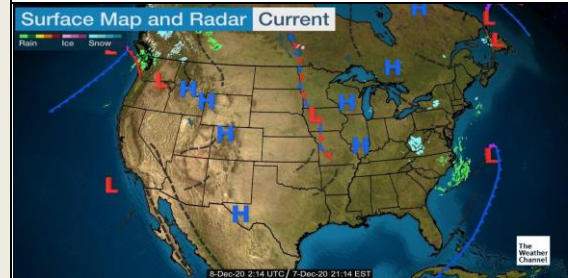 Surface Map and Radar Current
Rain Ice Snow
H
L L
H
L L
H
H H
L
H H
L
L
H
8-Dec-20 2:14 UTC / 7-Dec-20 21:14 EST
The
Weather
Channel